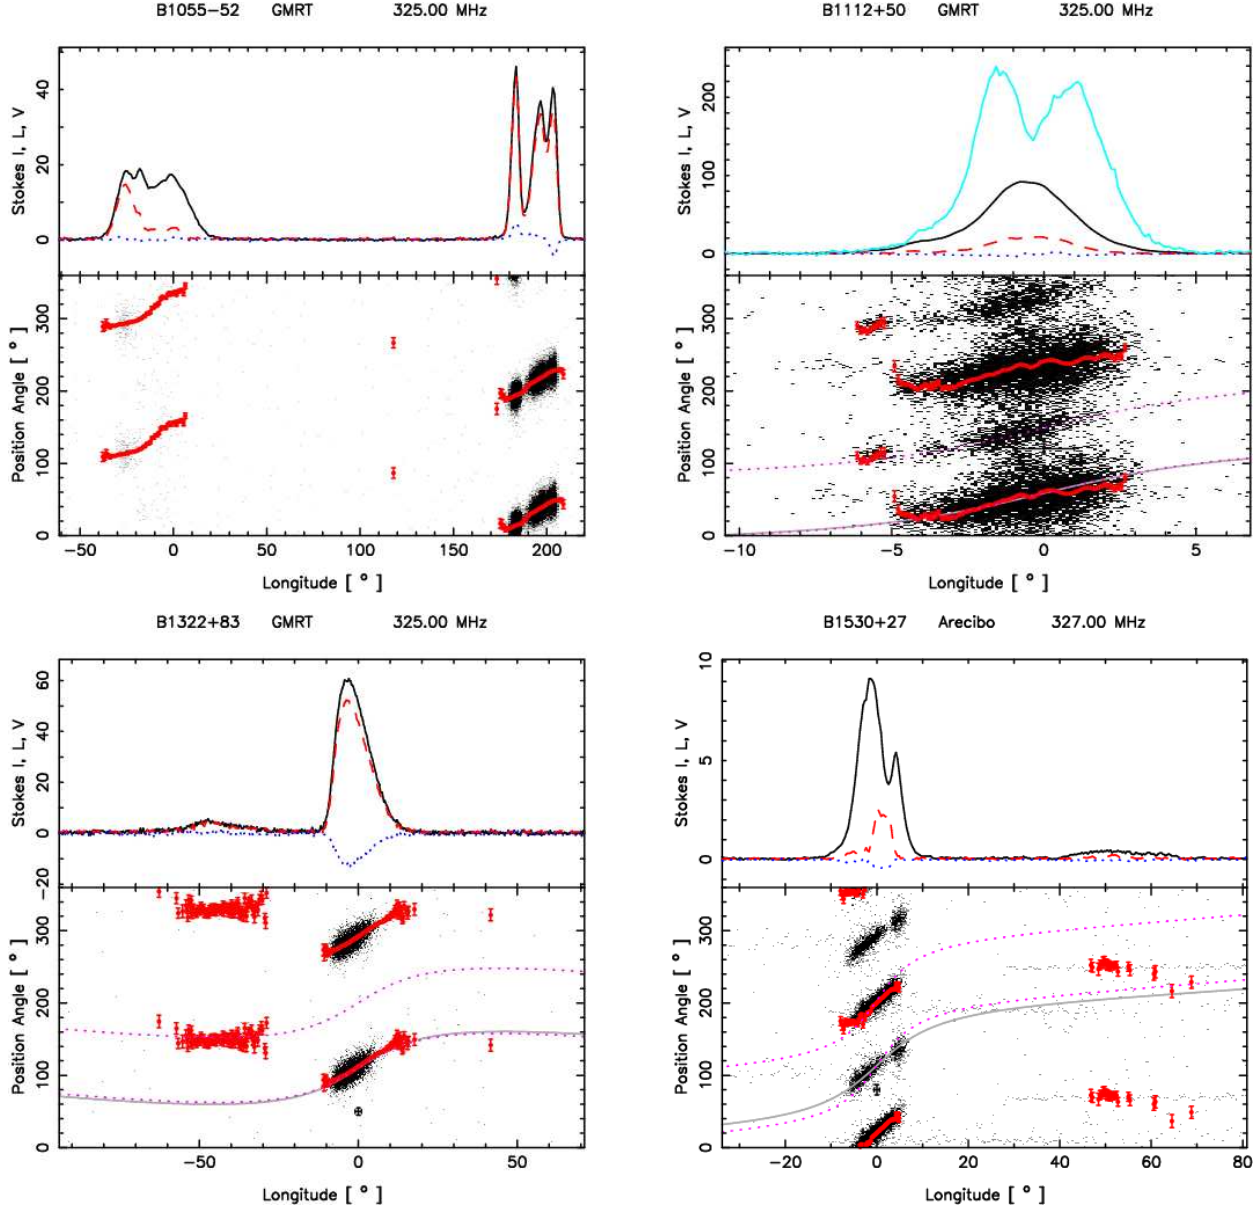 B1055−52 GMRT 325.00 MHz
Stokes I, L, V
40
20
0
Position Angle [ ° ]
300
200
100
0
−50 0 50 100 150 200
Longitude [ ° ]
B1112+50 GMRT 325.00 MHz
Stokes I, L, V
200
100
0
Position Angle [ ° ]
300
200
100
0
−10 −5 0 5
Longitude [ ° ]
B1322+83 GMRT 325.00 MHz
Stokes I, L, V
60
40
20
0
−20
Position Angle [ ° ]
300
200
100
0
−50 0 50
Longitude [ ° ]
B1530+27 Arecibo 327.00 MHz
Stokes I, L, V
10
5
0
Position Angle [ ° ]
300
200
100
0
−20 0 20 40 60 80
Longitude [ ° ]